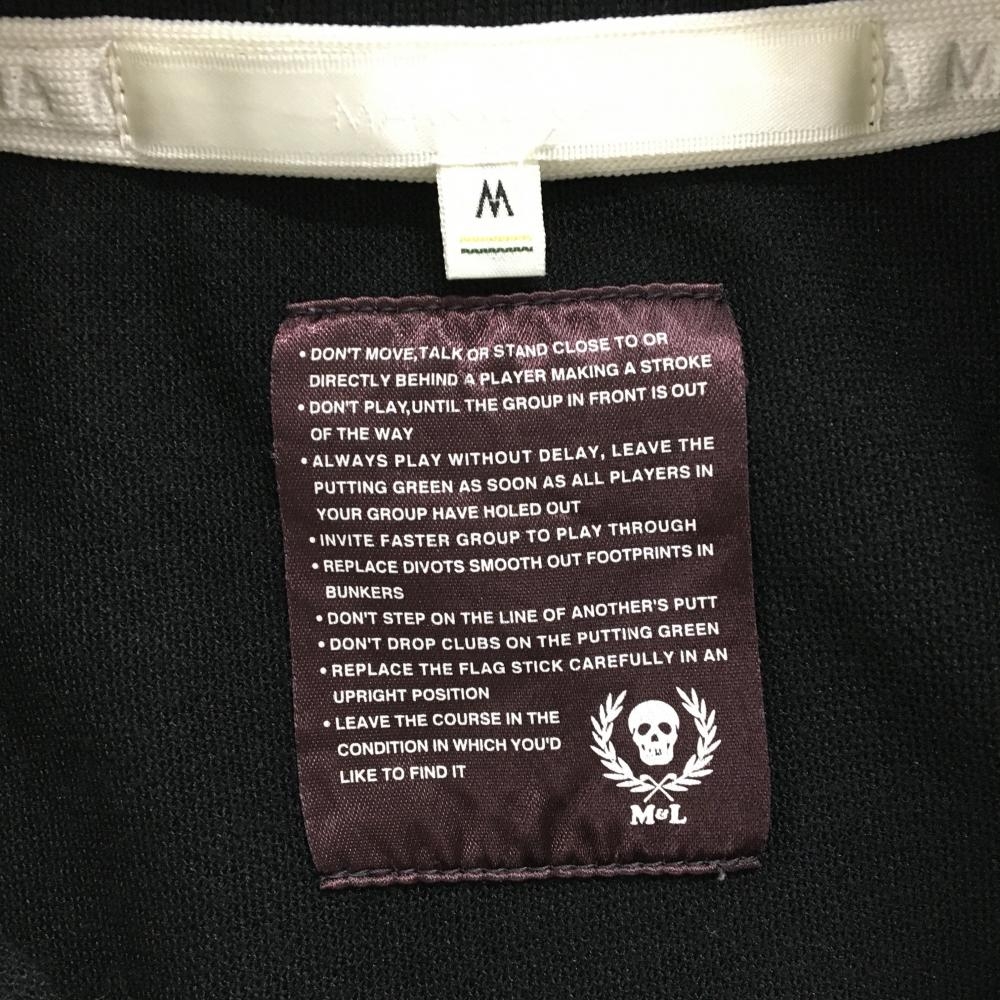 M
• DON'T MOVE,TALK OR STAND CLOSE TO OR
DIRECTLY BEHIND A PLAYER MAKING A STROKE
• DON'T PLAY,UNTIL THE GROUP IN FRONT IS OUT
OF THE WAY
• ALWAYS PLAY WITHOUT DELAY, LEAVE THE
PUTTING GREEN AS SOON AS ALL PLAYERS IN
YOUR GROUP HAVE HOLED OUT
• INVITE FASTER GROUP TO PLAY THROUGH
• REPLACE DIVOTS SMOOTH OUT FOOTPRINTS IN
BUNKERS
• DON'T STEP ON THE LINE OF ANOTHER'S PUTT
• DON'T DROP CLUBS ON THE PUTTING GREEN
• REPLACE THE FLAG STICK CAREFULLY IN AN
UPRIGHT POSITION
• LEAVE THE COURSE IN THE
CONDITION IN WHICH YOU'D
LIKE TO FIND IT
M&L